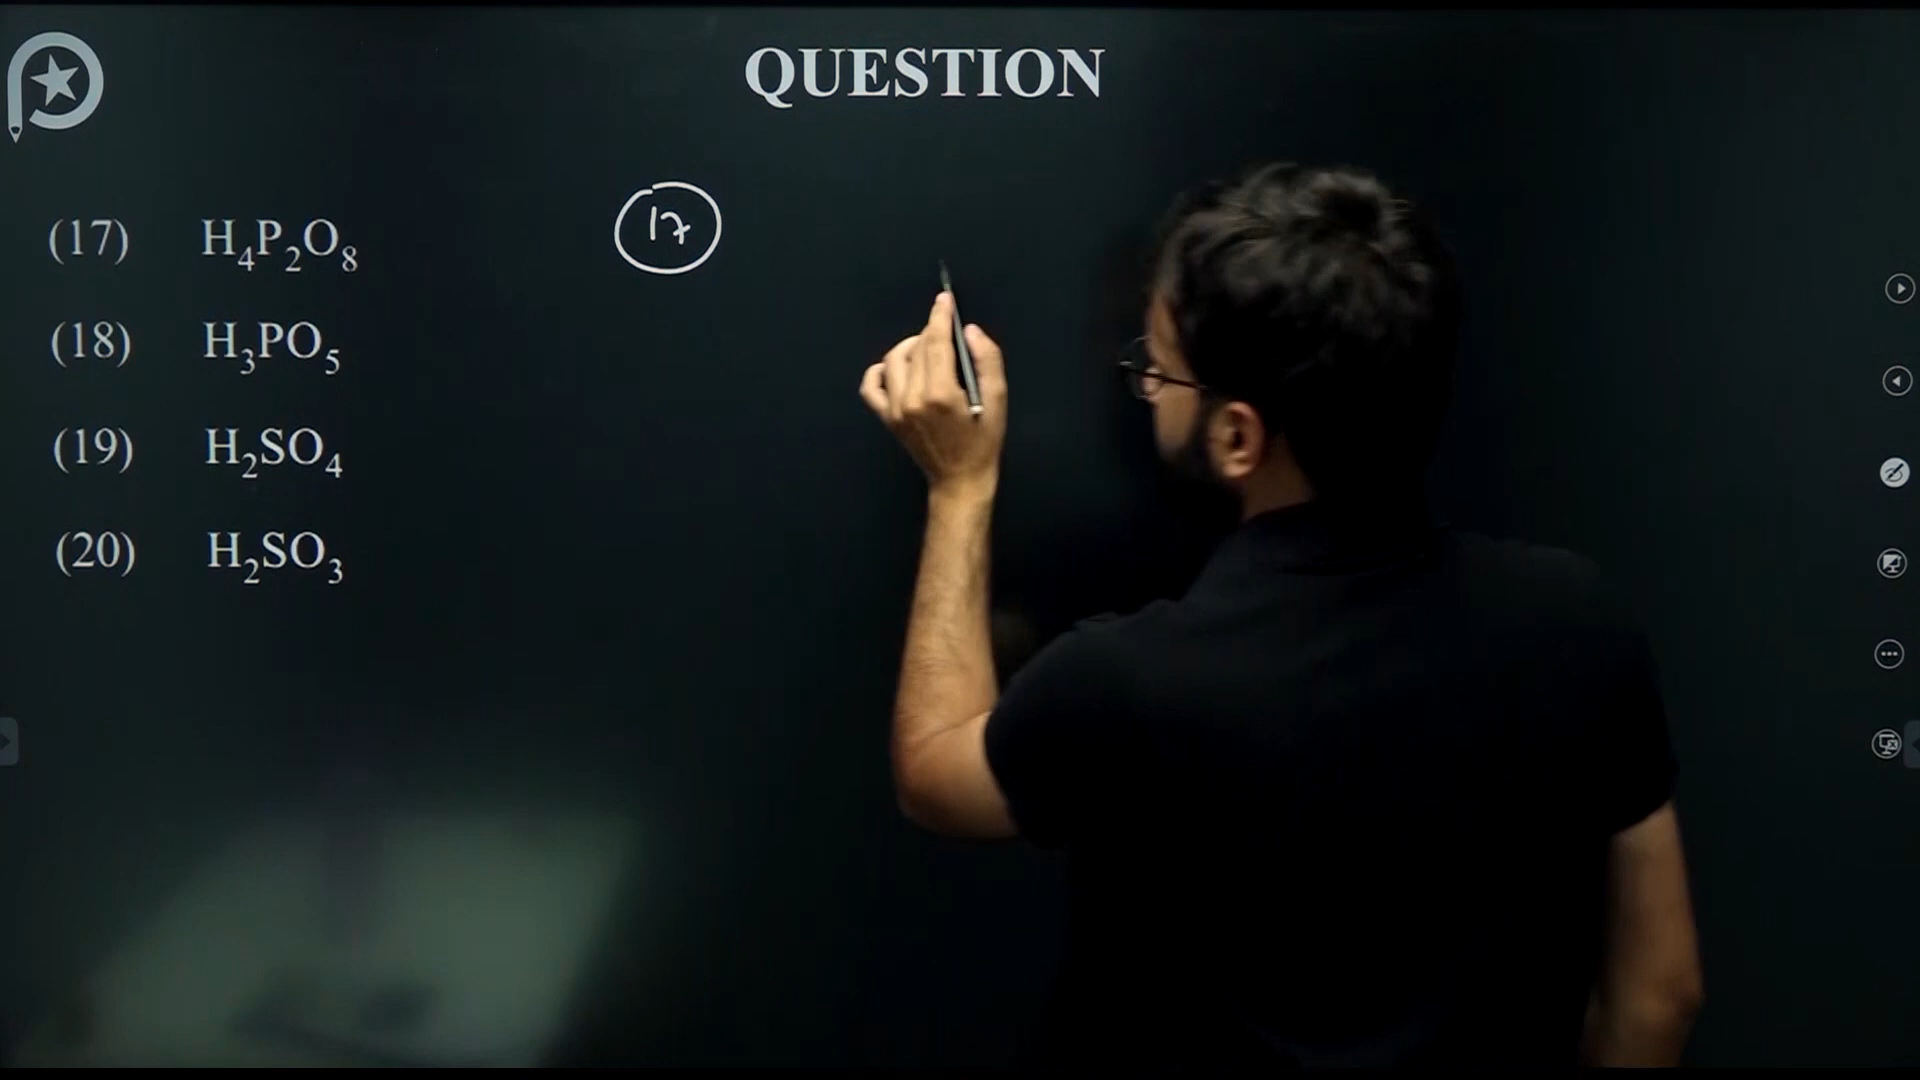 QUESTION
(17) H₄P₂O₈
17
(18) H₃PO₅
(19) H₂SO₄
(20) H₂SO₃